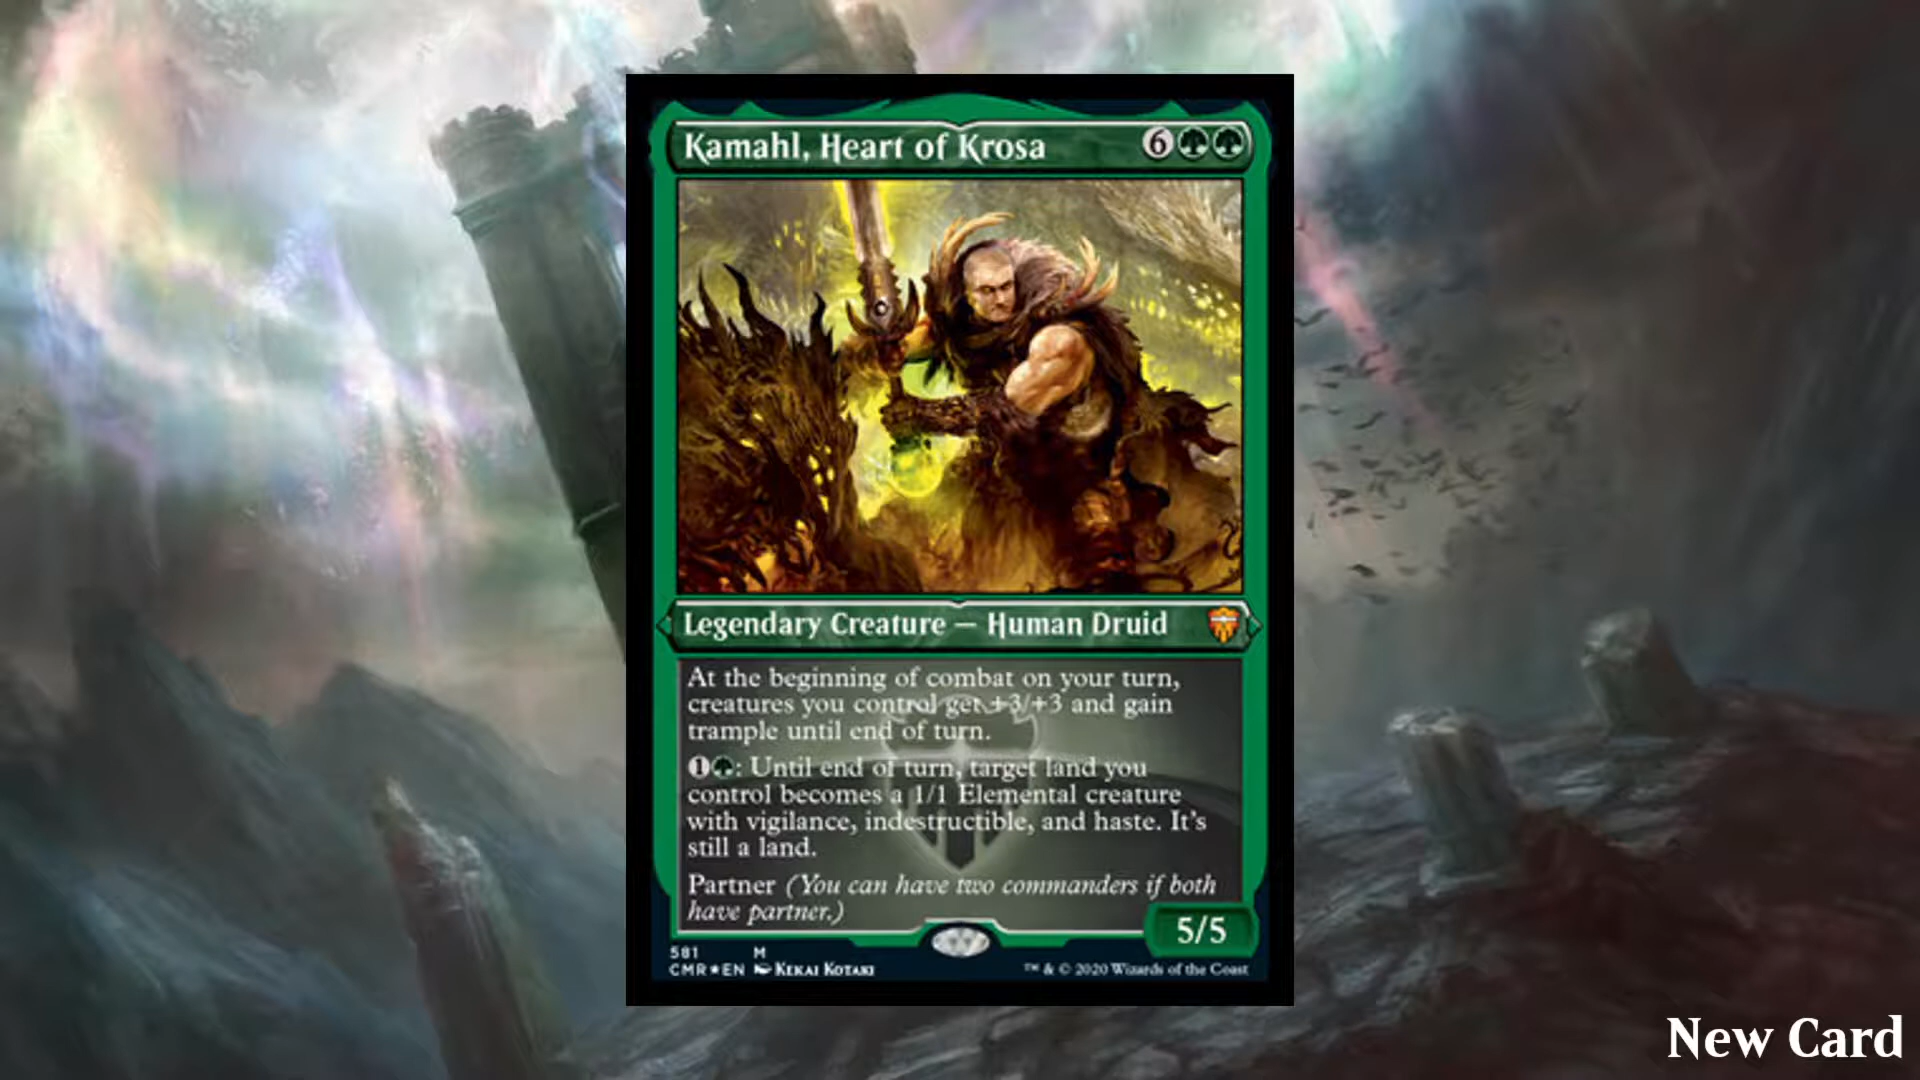 Kamahl, Heart of Krosa 6
Legendary Creature — Human Druid
At the beginning of combat on your turn,
creatures you control get +3/+3 and gain
trample until end of turn.
1: Until end of turn, target land you
control becomes a 1/1 Elemental creature
with vigilance, indestructible, and haste. It's
still a land.
Partner (You can have two commanders if both
have partner.)
5/5
581 M
CMR★EN Kekai Kotaki
™ & © 2020 Wizards of the Coast
New Card